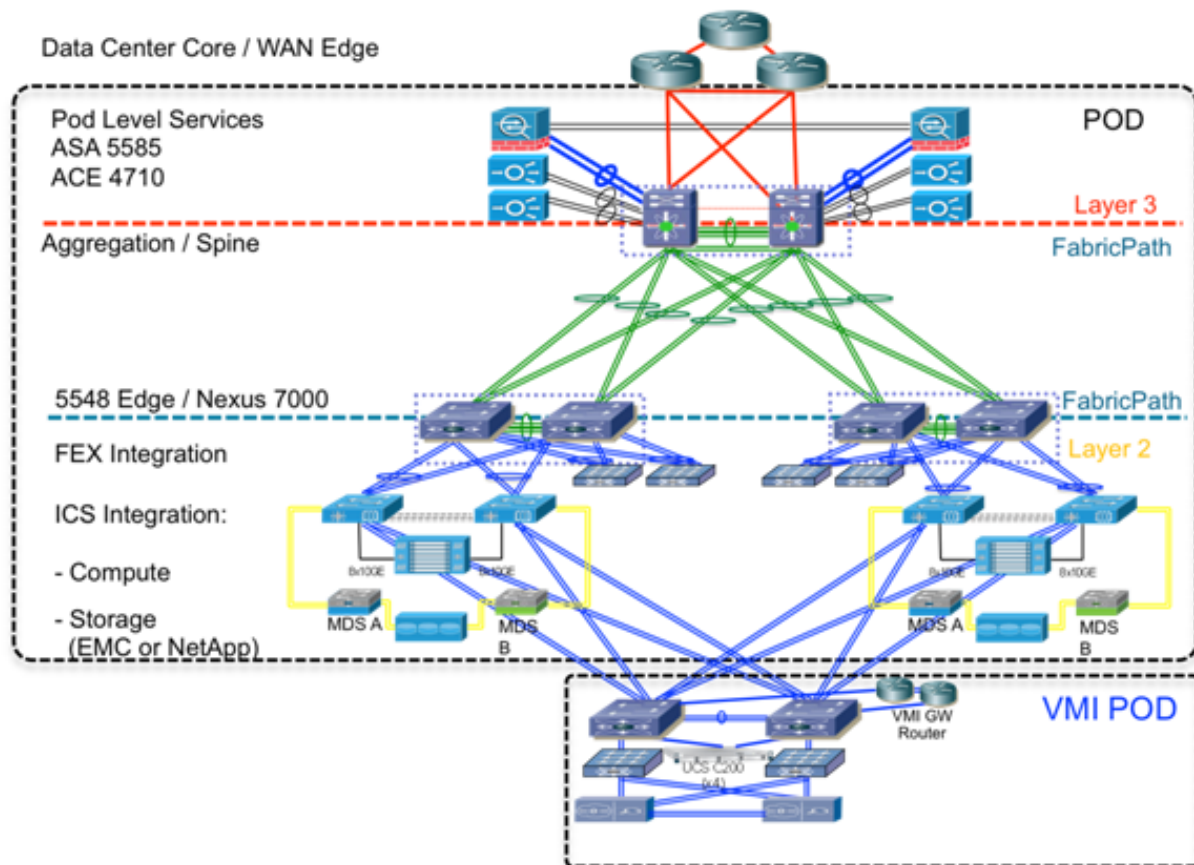 Data Center Core / WAN Edge
Pod Level Services
ASA 5585
ACE 4710
POD
Layer 3
Aggregation / Spine
FabricPath
5548 Edge / Nexus 7000
FabricPath
Layer 2
FEX Integration
ICS Integration:
- Compute
8x10GE
8x10GE
8x10GE
8x10GE
- Storage
(EMC or NetApp)
MDS A
MDS
B
MDS A
MDS
B
VMI POD
VMI GW
Router
UCS C200
(x4)